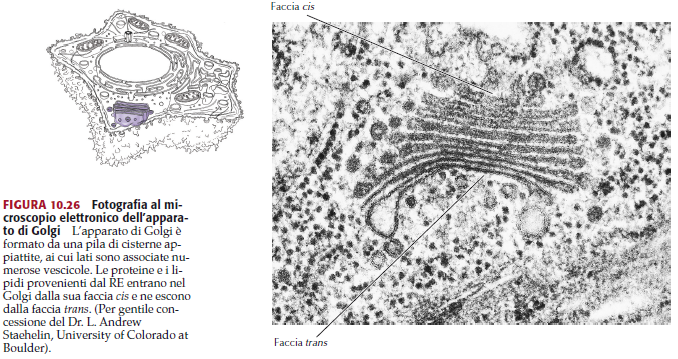 Faccia cis
FIGURA 10.26 Fotografia al mi-
croscopio elettronico dell'appara-
to di Golgi L'apparato di Golgi è
formato da una pila di cisterne ap-
piattite, ai cui lati sono associate nu-
merose vescicole. Le proteine e i li-
pidi provenienti dal RE entrano nel
Golgi dalla sua faccia cis e ne escono
dalla faccia trans. (Per gentile con-
cessione del Dr. L. Andrew
Staehelin, University of Colorado at
Boulder).
Faccia trans